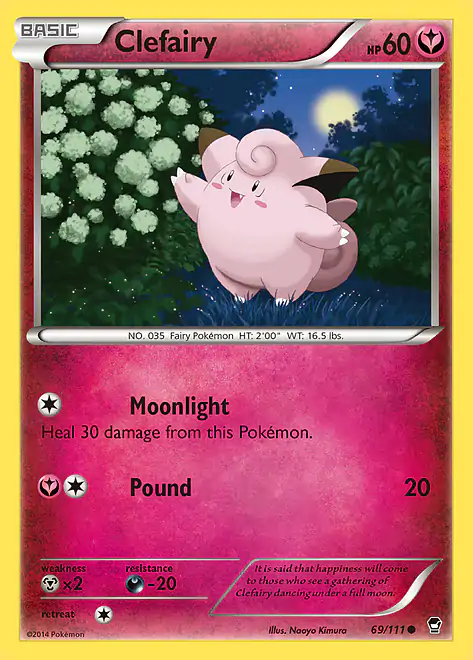 BASIC
Clefairy
HP60
NO. 035 Fairy Pokémon HT: 2'00" WT: 16.5 lbs.
Moonlight
Heal 30 damage from this Pokémon.
Pound 20
weakness resistance
×2 -20
It is said that happiness will come
to those who see a gathering of
Clefairy dancing under a full moon.
retreat
©2014 Pokémon
Illus. Naoyo Kimura
69/111